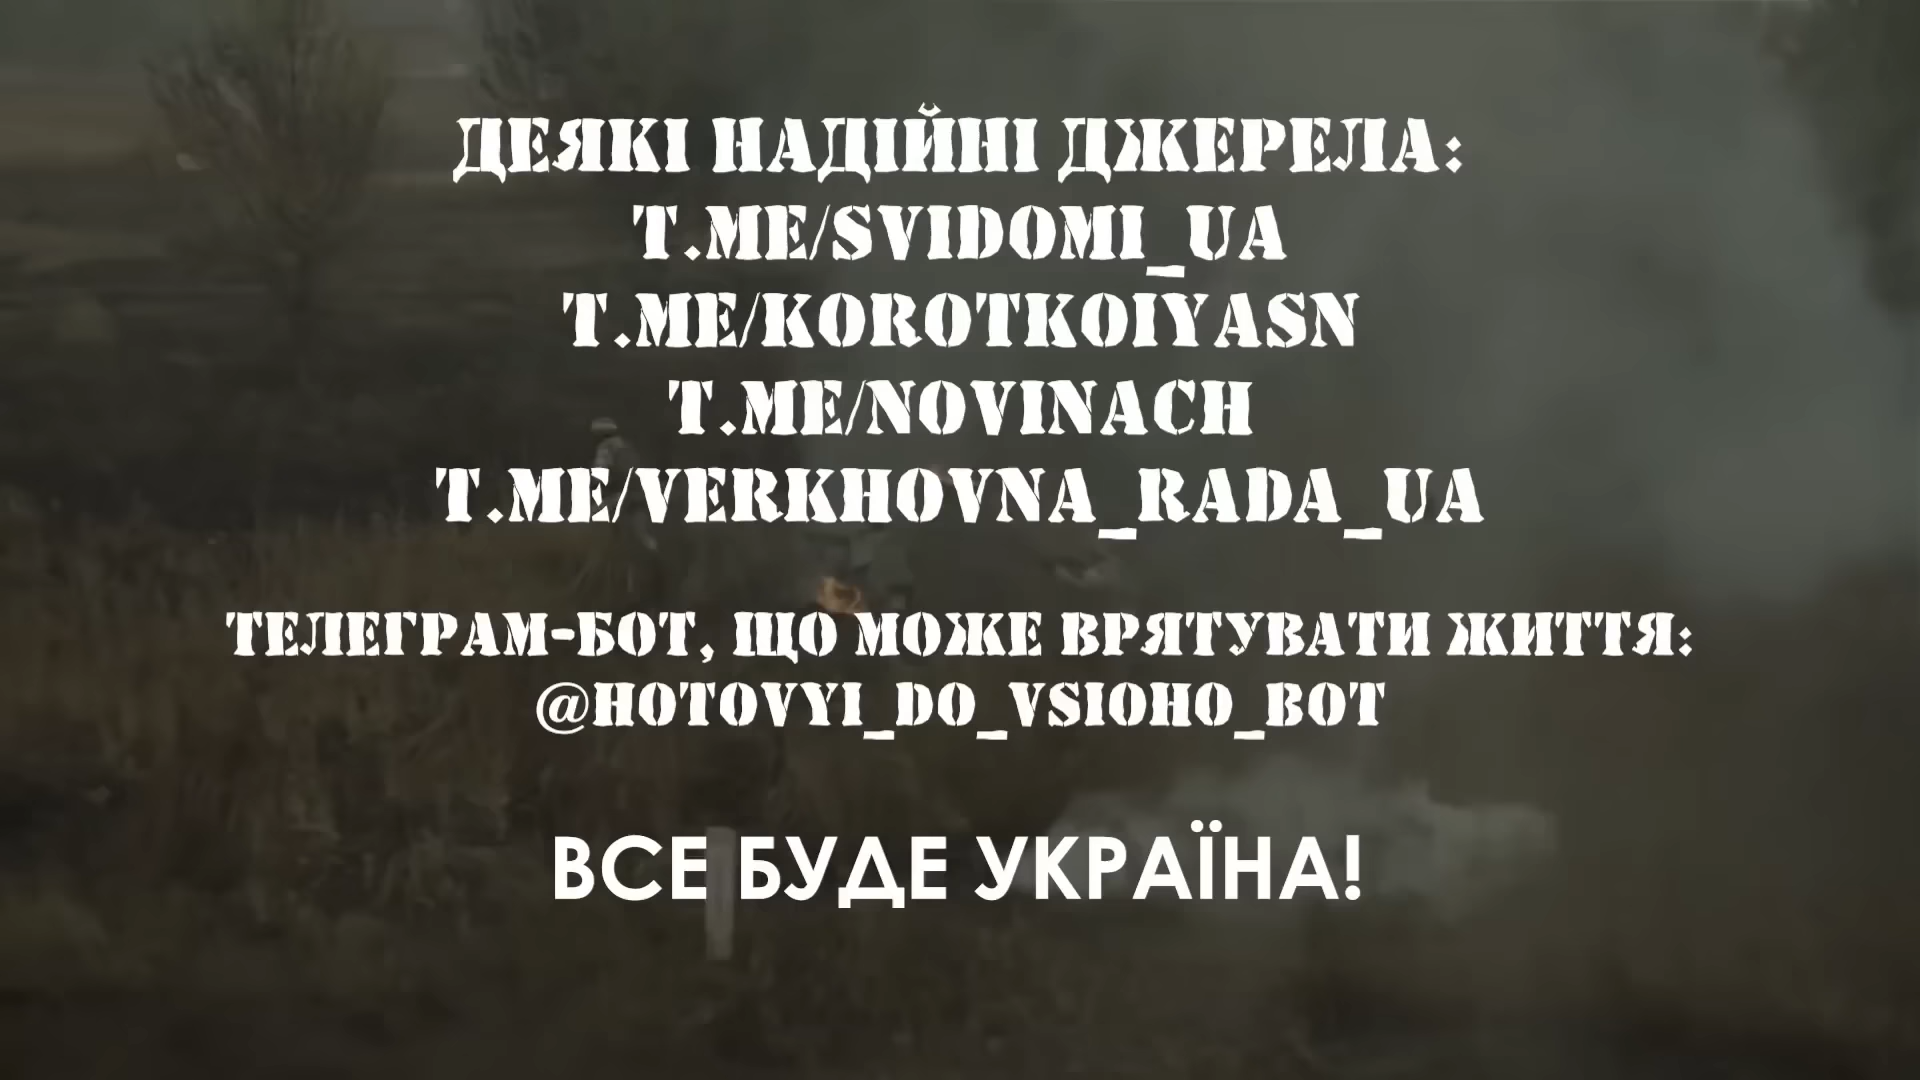 ДЕЯКІ НАДІЙНІ ДЖЕРЕЛА:
T.ME/SVIDOMI_UA
T.ME/KOROTKOIYASN
T.ME/NOVINACH
T.ME/VERKHOVNA_RADA_UA
ТЕЛЕГРАМ-БОТ, ЩО МОЖЕ ВРЯТУВАТИ ЖИТТЯ:
@HOTOVYI_DO_VSIOHO_BOT
ВСЕ БУДЕ УКРАЇНА!